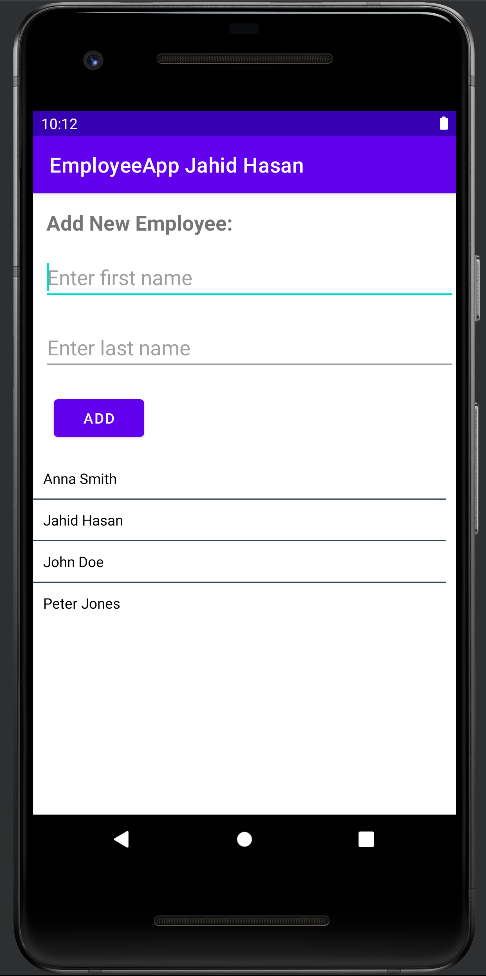 10:12
EmployeeApp Jahid Hasan
Add New Employee:
Enter first name
Enter last name
ADD
Anna Smith
Jahid Hasan
John Doe
Peter Jones